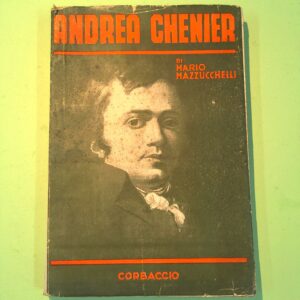 ANDREA CHENIER
DI
MARIO
MAZZUCCHELLI
CORBACCIO